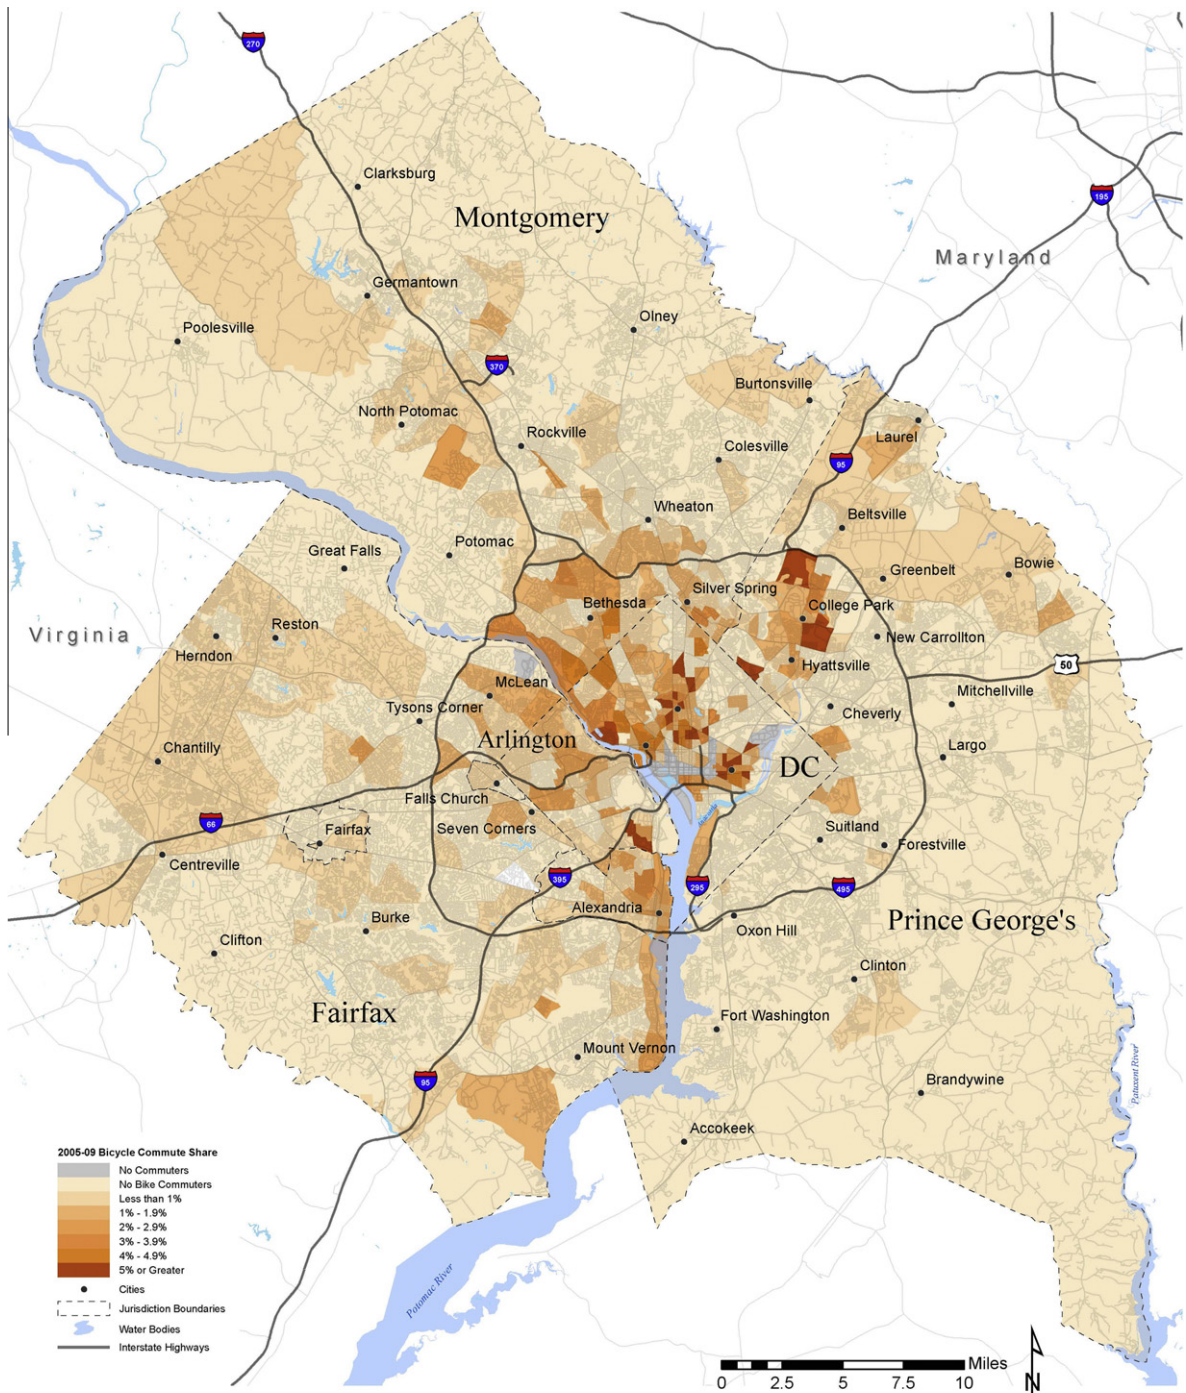 270
Clarksburg
Montgomery
195
Maryland
Germantown
Poolesville
Olney
370
Burtonsville
North Potomac
Laurel
Rockville
Colesville
95
Wheaton
Beltsville
Great Falls
Potomac
Greenbelt
Bowie
Silver Spring
Bethesda
College Park
Virginia
Reston
Herndon
New Carrollton
Hyattsville
50
McLean
Mitchellville
Tysons Corner
Cheverly
Arlington
Chantilly
Largo
DC
Falls Church
66
Seven Corners
Fairfax
Suitland
Forestville
Centreville
395
295
495
Alexandria
Burke
Prince George's
Oxon Hill
Clifton
Clinton
Fairfax
Fort Washington
Mount Vernon
95
Brandywine
Patuxent River
Accokeek
2005-09 Bicycle Commute Share
No Commuters
No Bike Commuters
Less than 1%
1% - 1.9%
2% - 2.9%
3% - 3.9%
4% - 4.9%
5% or Greater
Cities
Jurisdiction Boundaries
Water Bodies
Interstate Highways
Potomac River
Miles
0 2.5 5 7.5 10
N